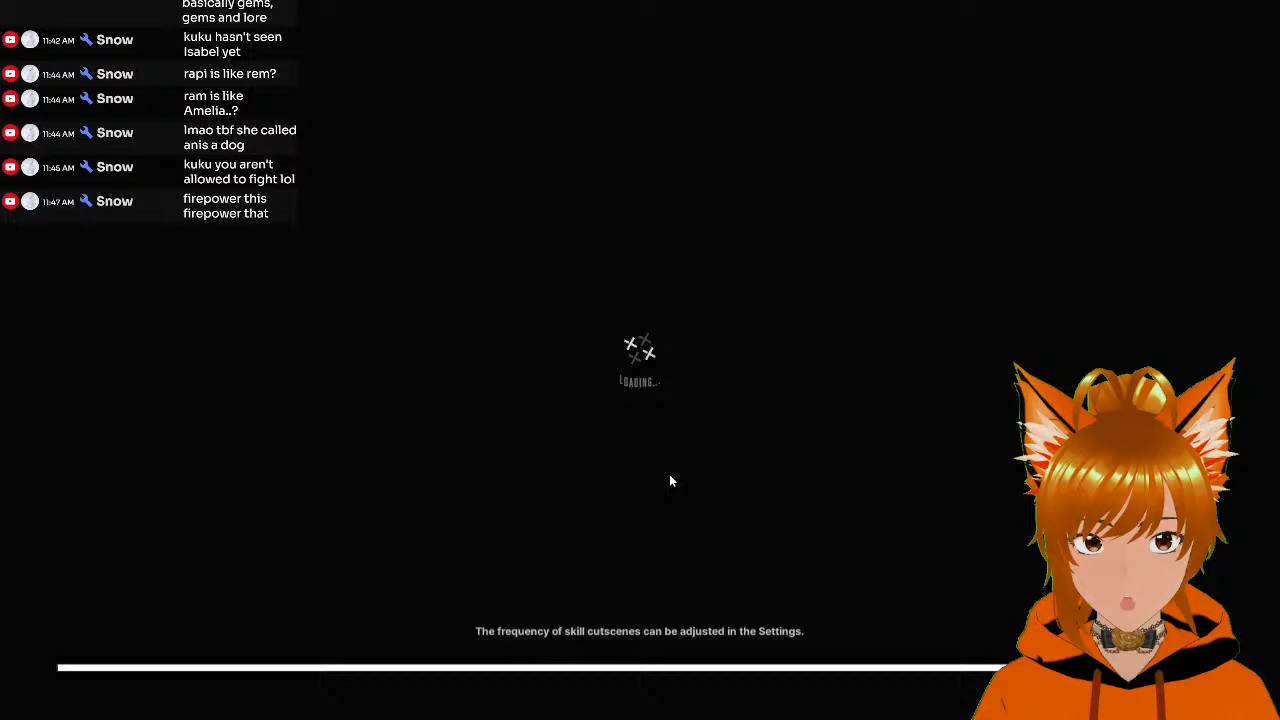 basically gems,
gems and lore
11:42 AM Snow kuku hasn't seen
Isabel yet
11:44 AM Snow rapi is like rem?
11:44 AM Snow ram is like
Amelia..?
11:44 AM Snow lmao tbf she called
anis a dog
11:45 AM Snow kuku you aren't
allowed to fight lol
11:47 AM Snow firepower this
firepower that
LOADING...
The frequency of skill cutscenes can be adjusted in the Settings.